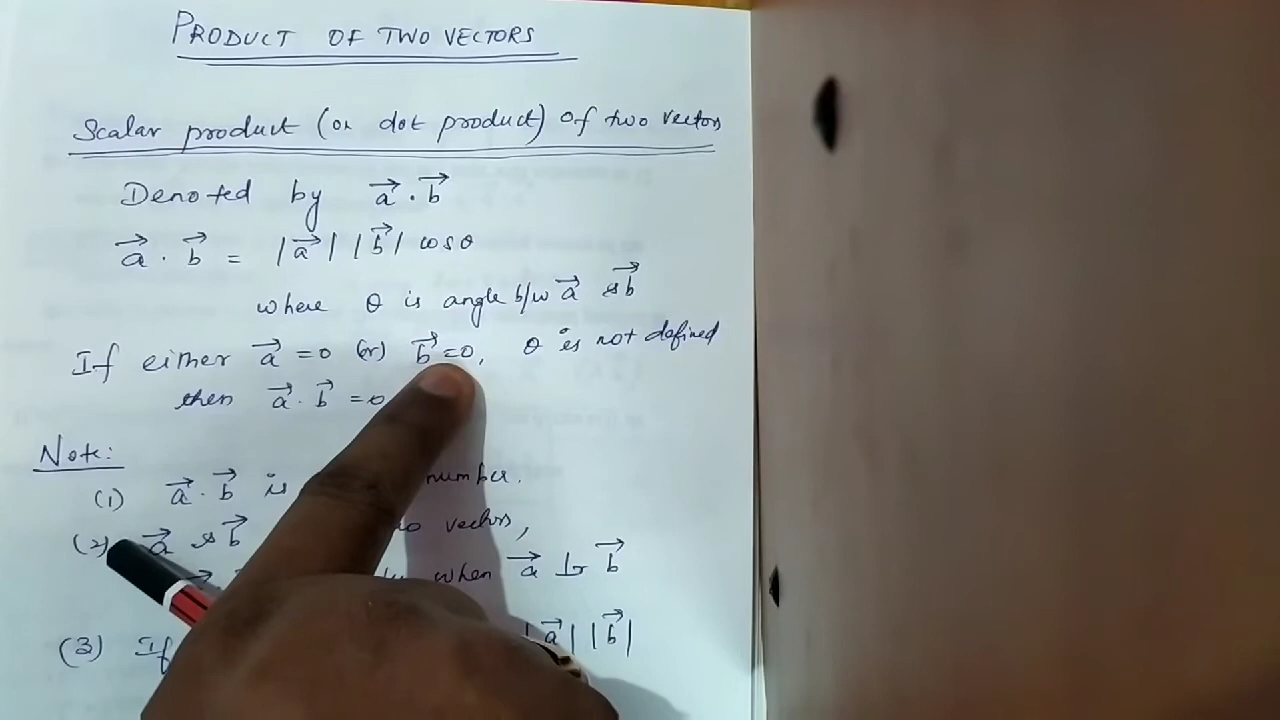 PRODUCT OF TWO VECTORS
Scalar product (or dot product) of two vectors
Denoted by a⃗ . b⃗
a⃗ . b⃗ = |a⃗| |b⃗| cosθ
where θ is angle b/w a⃗ & b⃗
If either a⃗ = 0 (or) b⃗ = 0, θ is not defined
then a⃗ . b⃗ = 0
Note:
(1) a⃗ . b⃗ is number.
(2) a⃗ & b⃗ vectors,
when a⃗ ⊥r b⃗
(3) If |a⃗| |b⃗|